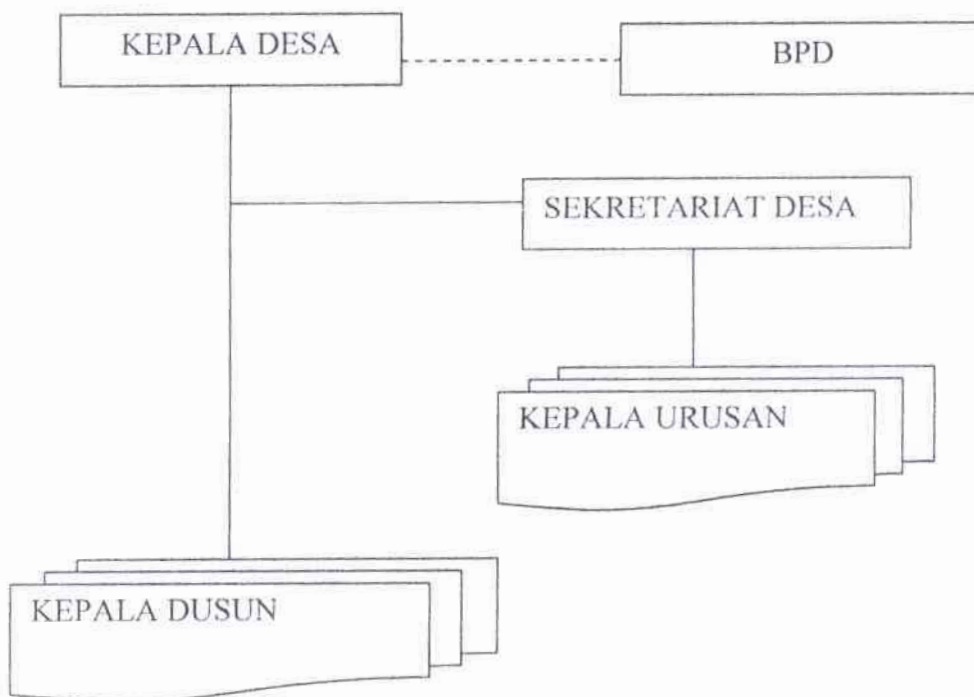 KEPALA DESA
BPD
SEKRETARIAT DESA
KEPALA URUSAN
KEPALA DUSUN